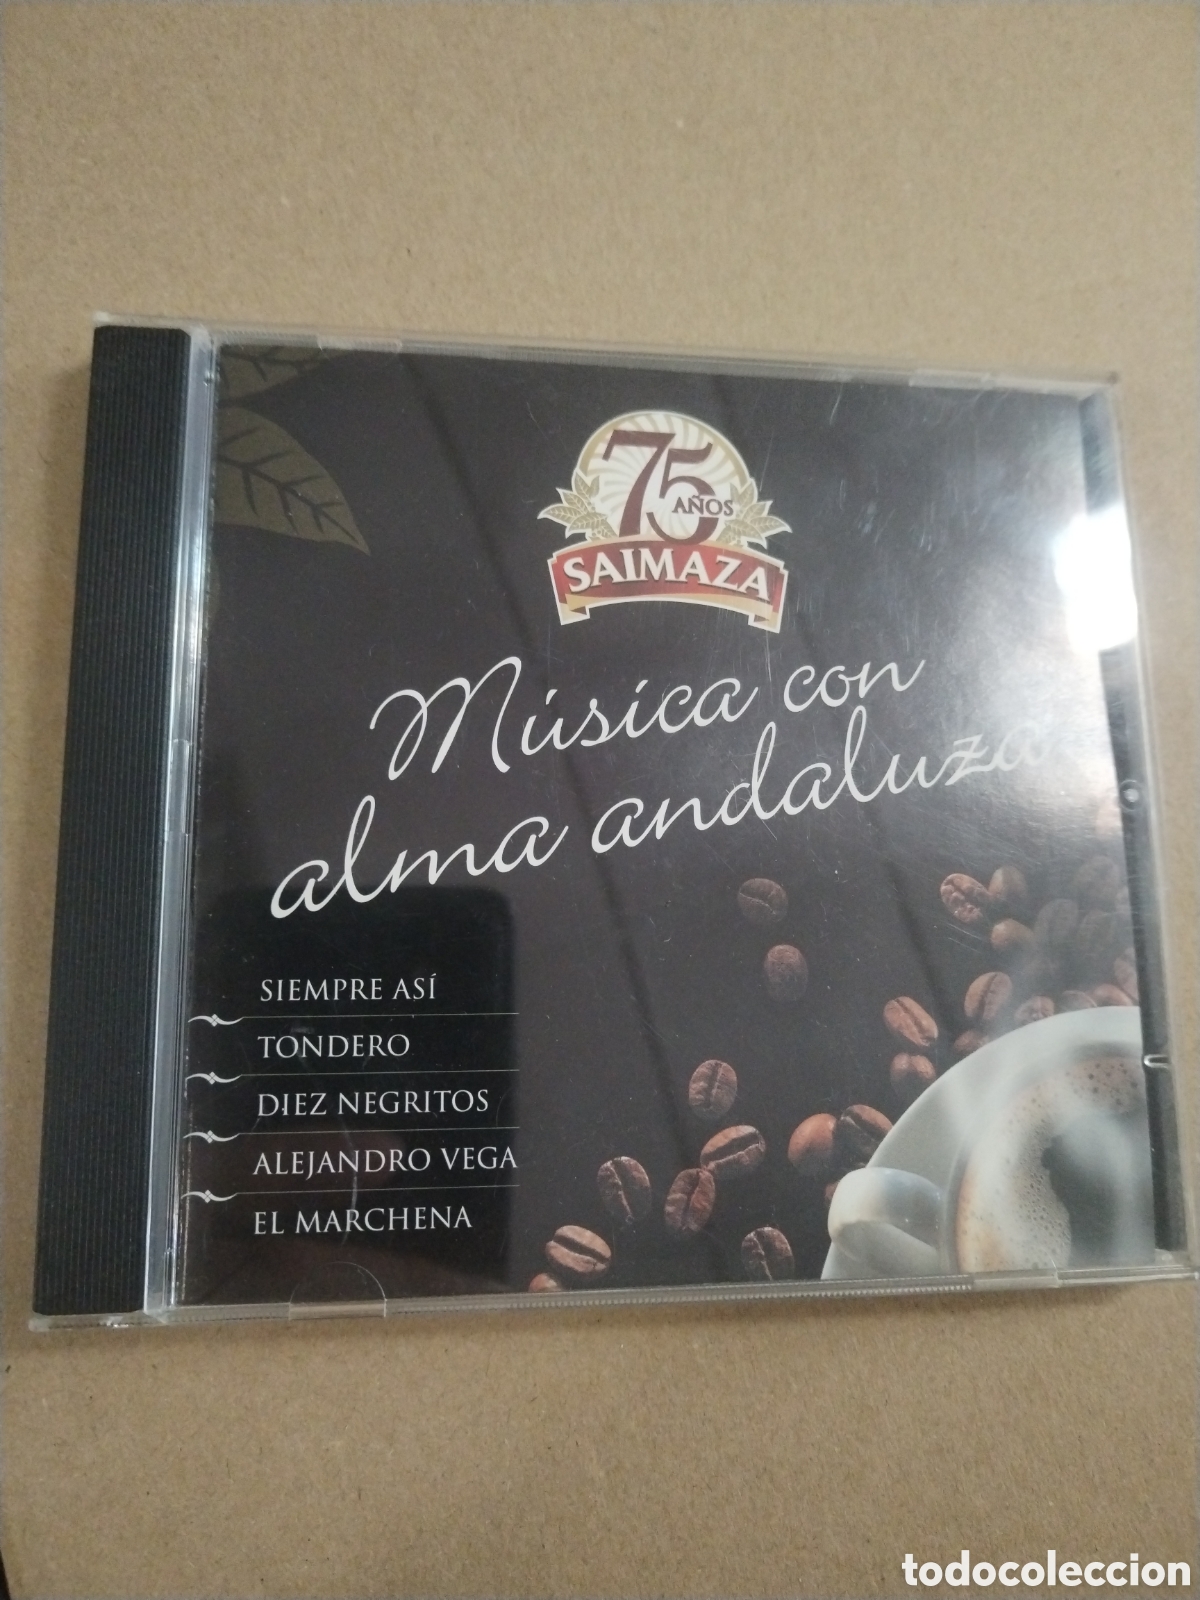 75
AÑOS
SAIMAZA
Música con
alma andaluza
SIEMPRE ASÍ
TONDERO
DIEZ NEGRITOS
ALEJANDRO VEGA
EL MARCHENA
todocoleccion